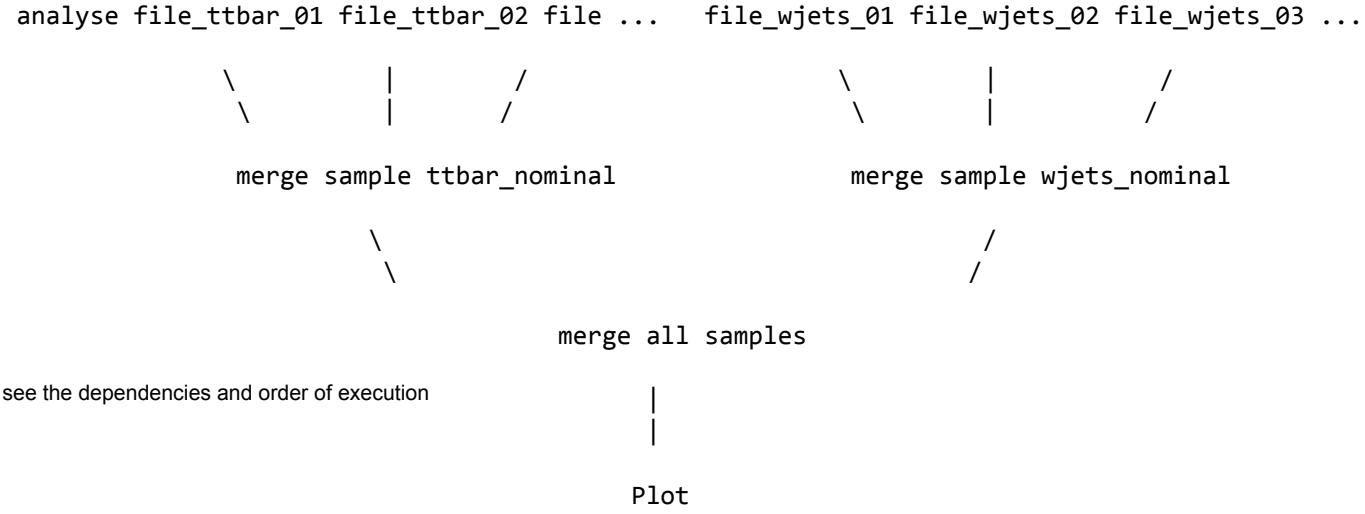 analyse file_ttbar_01 file_ttbar_02 file ... file_wjets_01 file_wjets_02 file_wjets_03 ...
\ | / \ | /
\ | / \ | /
merge sample ttbar_nominal merge sample wjets_nominal
\ /
\ /
merge all samples
see the dependencies and order of execution |
|
Plot